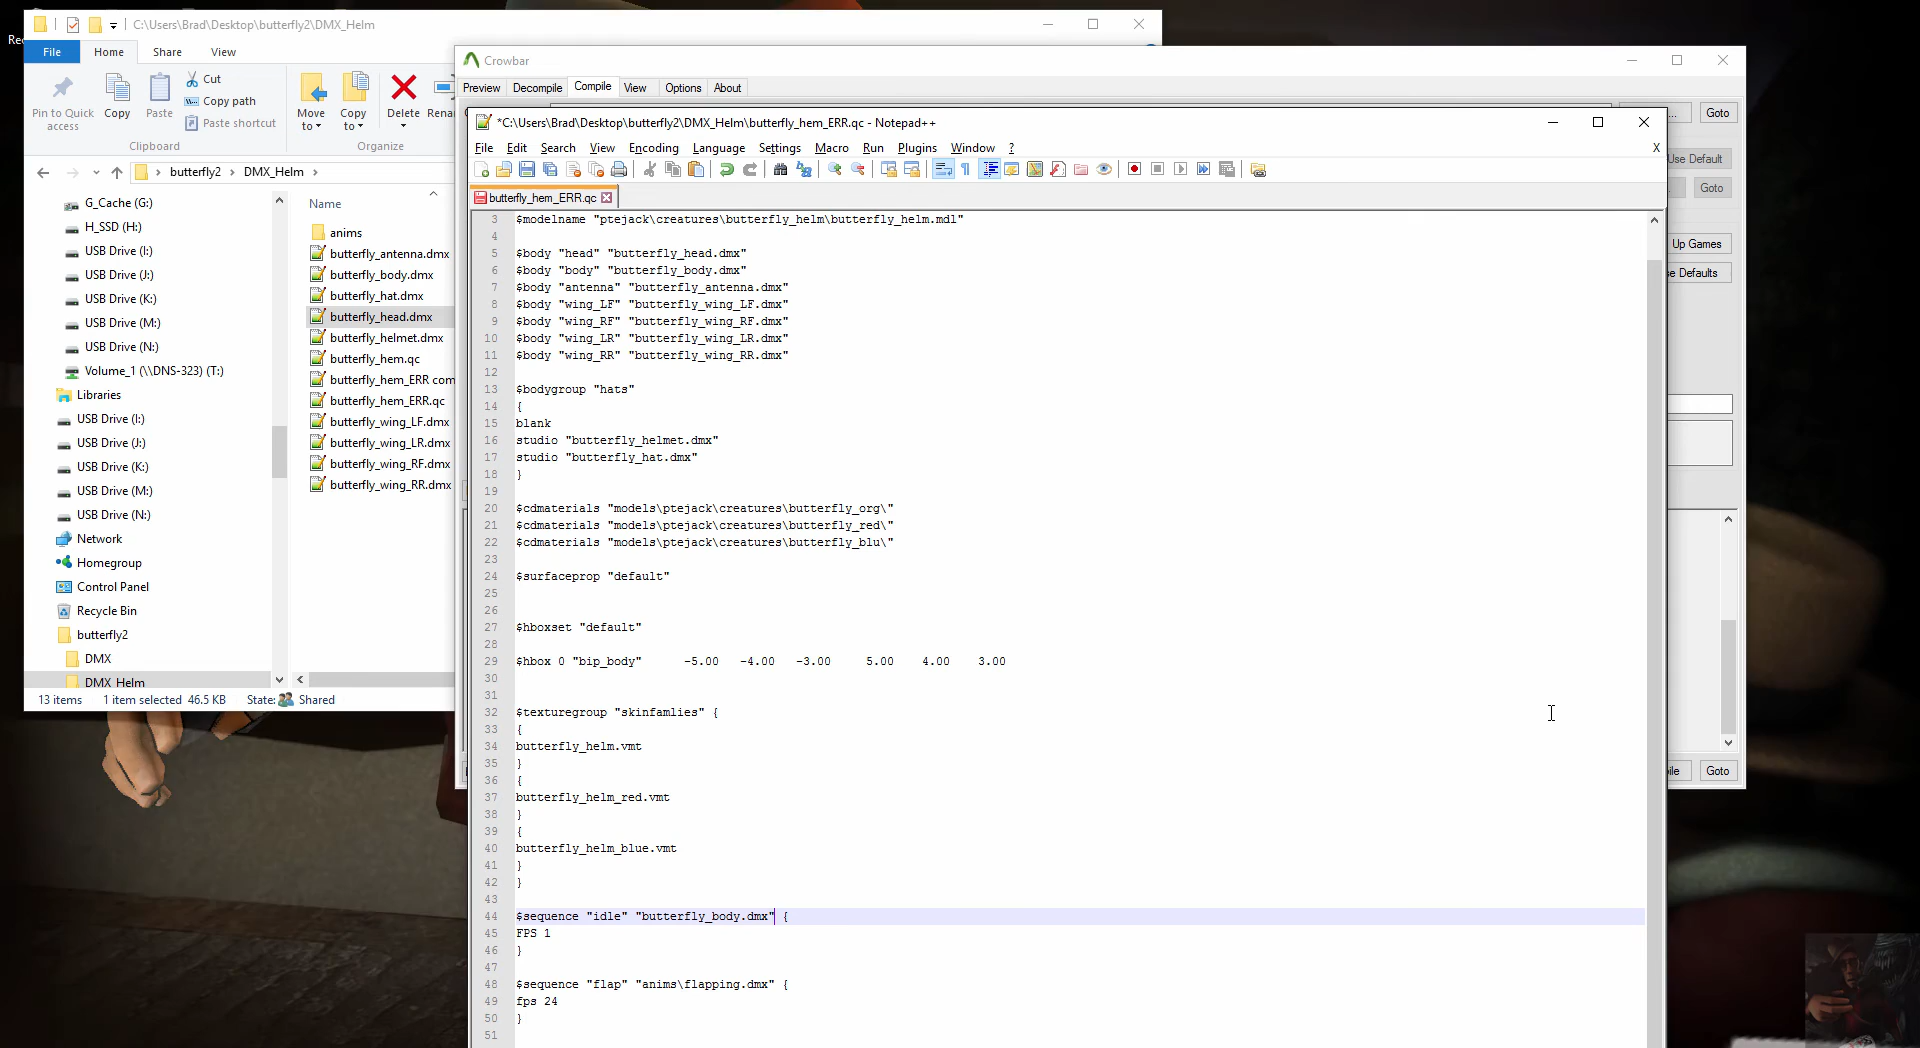 Rec
C:\Users\Brad\Desktop\butterfly2\DMX_Helm
File Home Share View
Pin to Quick access
Copy
Paste
Cut
Copy path
Paste shortcut
Clipboard
Move to
Copy to
Delete
Renam
Organize
butterfly2 DMX_Helm
G_Cache (G:)
H_SSD (H:)
USB Drive (I:)
USB Drive (J:)
USB Drive (K:)
USB Drive (M:)
USB Drive (N:)
Volume_1 (\\DNS-323) (T:)
Libraries
USB Drive (I:)
USB Drive (J:)
USB Drive (K:)
USB Drive (M:)
USB Drive (N:)
Network
Homegroup
Control Panel
Recycle Bin
butterfly2
DMX
DMX_Helm
Name
anims
butterfly_antenna.dmx
butterfly_body.dmx
butterfly_hat.dmx
butterfly_head.dmx
butterfly_helmet.dmx
butterfly_hem.qc
butterfly_hem_ERR com
butterfly_hem_ERR.qc
butterfly_wing_LF.dmx
butterfly_wing_LR.dmx
butterfly_wing_RF.dmx
butterfly_wing_RR.dmx
13 items 1 item selected 46.5 KB State: Shared
Crowbar
Preview Decompile Compile View Options About
... Goto
Use Default
... Goto
Up Games
se Defaults
ile Goto
*C:\Users\Brad\Desktop\butterfly2\DMX_Helm\butterfly_hem_ERR.qc - Notepad++
File Edit Search View Encoding Language Settings Macro Run Plugins Window ? X
butterfly_hem_ERR.qc
3 $modelname "ptejack\creatures\butterfly_helm\butterfly_helm.mdl"
4
5 $body "head" "butterfly_head.dmx"
6 $body "body" "butterfly_body.dmx"
7 $body "antenna" "butterfly_antenna.dmx"
8 $body "wing_LF" "butterfly_wing_LF.dmx"
9 $body "wing_RF" "butterfly_wing_RF.dmx"
10 $body "wing_LR" "butterfly_wing_LR.dmx"
11 $body "wing_RR" "butterfly_wing_RR.dmx"
12
13 $bodygroup "hats"
14 {
15 blank
16 studio "butterfly_helmet.dmx"
17 studio "butterfly_hat.dmx"
18 }
19
20 $cdmaterials "models\ptejack\creatures\butterfly_org\"
21 $cdmaterials "models\ptejack\creatures\butterfly_red\"
22 $cdmaterials "models\ptejack\creatures\butterfly_blu\"
23
24 $surfaceprop "default"
25
26
27 $hboxset "default"
28
29 $hbox 0 "bip_body" -5.00 -4.00 -3.00 5.00 4.00 3.00
30
31
32 $texturegroup "skinfamlies" {
33 {
34 butterfly_helm.vmt
35 }
36 {
37 butterfly_helm_red.vmt
38 }
39 {
40 butterfly_helm_blue.vmt
41 }
42 }
43
44 $sequence "idle" "butterfly_body.dmx" {
45 FPS 1
46 }
47
48 $sequence "flap" "anims\flapping.dmx" {
49 fps 24
50 }
51